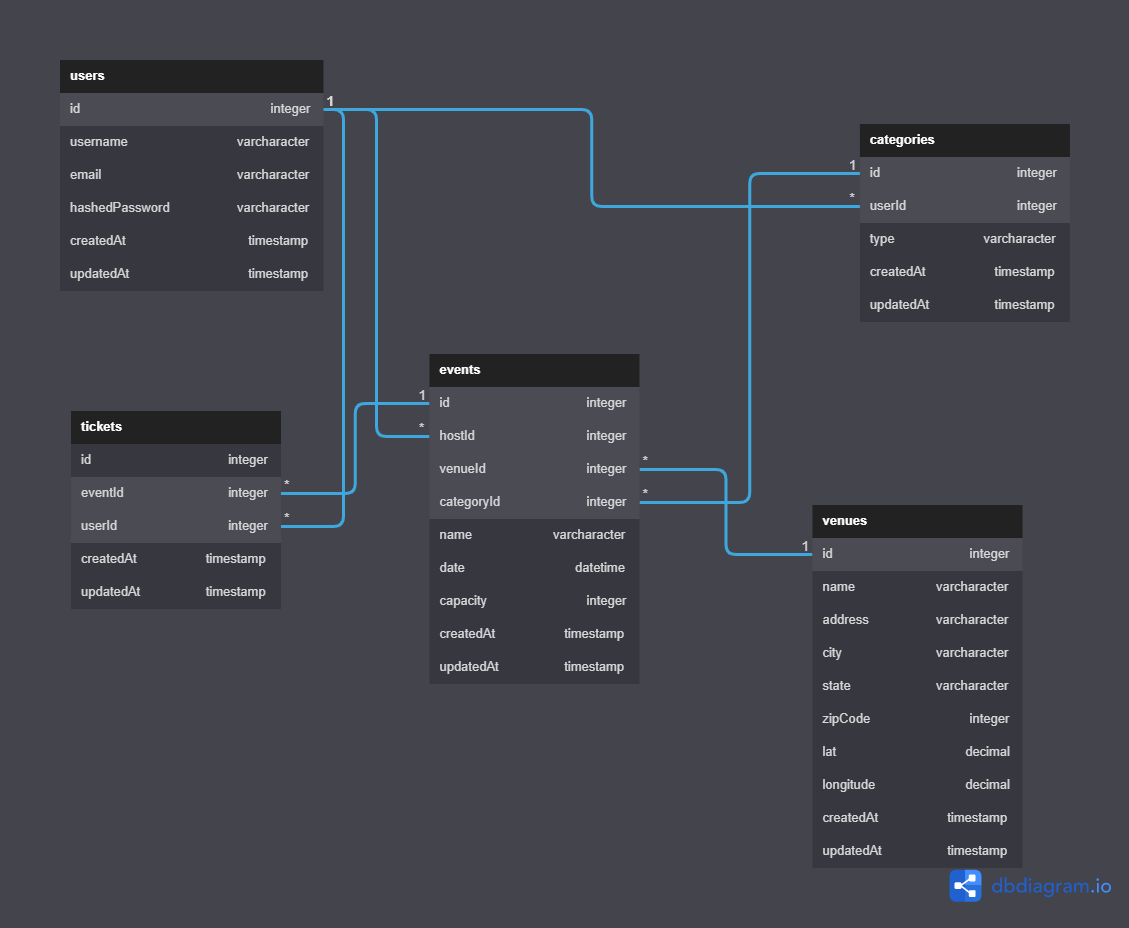 users
id integer 1
username varcharacter
email varcharacter
hashedPassword varcharacter
createdAt timestamp
updatedAt timestamp
categories
1 id integer
* userId integer
type varcharacter
createdAt timestamp
updatedAt timestamp
events
1 id integer
* hostId integer
venueId integer *
categoryId integer *
name varcharacter
date datetime
capacity integer
createdAt timestamp
updatedAt timestamp
tickets
id integer
eventId integer *
userId integer *
createdAt timestamp
updatedAt timestamp
venues
1 id integer
name varcharacter
address varcharacter
city varcharacter
state varcharacter
zipCode integer
lat decimal
longitude decimal
createdAt timestamp
updatedAt timestamp
dbdiagram.io